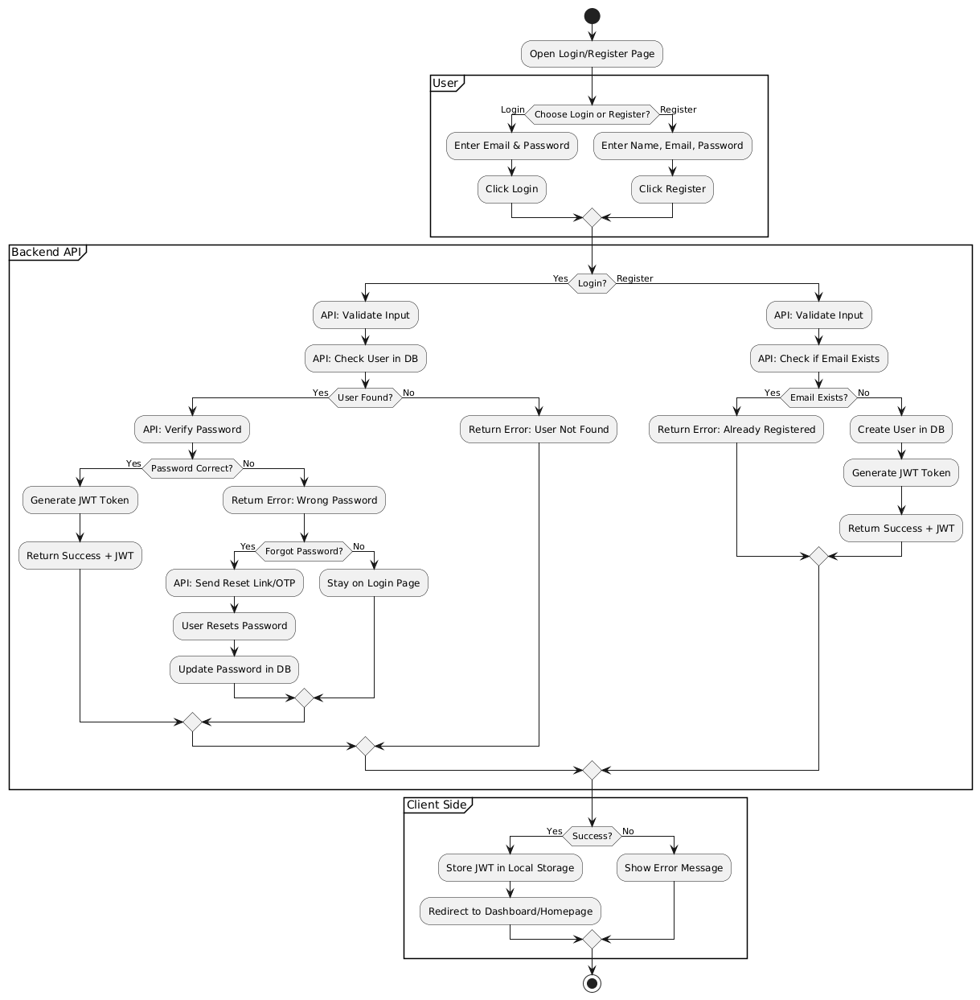 Open Login/Register Page
User
Choose Login or Register?
Login
Register
Enter Email & Password
Enter Name, Email, Password
Click Login
Click Register
Backend API
Login?
Yes
Register
API: Validate Input
API: Validate Input
API: Check User in DB
API: Check if Email Exists
User Found?
Yes
No
Email Exists?
Yes
No
API: Verify Password
Return Error: User Not Found
Return Error: Already Registered
Create User in DB
Password Correct?
Yes
No
Generate JWT Token
Generate JWT Token
Return Error: Wrong Password
Return Success + JWT
Return Success + JWT
Forgot Password?
Yes
No
API: Send Reset Link/OTP
Stay on Login Page
User Resets Password
Update Password in DB
Client Side
Success?
Yes
No
Store JWT in Local Storage
Show Error Message
Redirect to Dashboard/Homepage